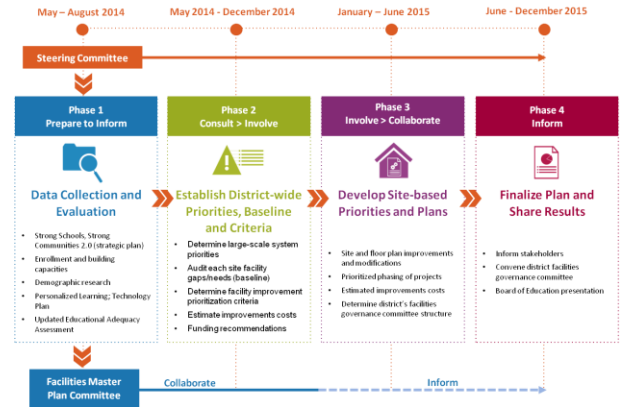 May – August 2014
May 2014 - December 2014
January – June 2015
June - December 2015
Steering Committee
Phase 1
Prepare to Inform
Data Collection and
Evaluation
• Strong Schools, Strong
Communities 2.0 (strategic plan)
• Enrollment and building
capacities
• Demographic research
• Personalized Learning; Technology
Plan
• Updated Educational Adequacy
Assessment
Phase 2
Consult > Involve
Establish District-wide
Priorities, Baseline
and Criteria
• Determine large-scale system
priorities
• Audit each site facility
gaps/needs (baseline)
• Determine facility improvement
prioritization criteria
• Estimate improvements costs
• Funding recommendations
Phase 3
Involve > Collaborate
Develop Site-based
Priorities and Plans
• Site and floor plan improvements
and modifications
• Prioritized phasing of projects
• Estimated improvements costs
• Determine district's facilities
governance committee structure
Phase 4
Inform
Finalize Plan and
Share Results
• Inform stakeholders
• Convene district facilities
governance committee
• Board of Education presentation
Facilities Master
Plan Committee
Collaborate
Inform